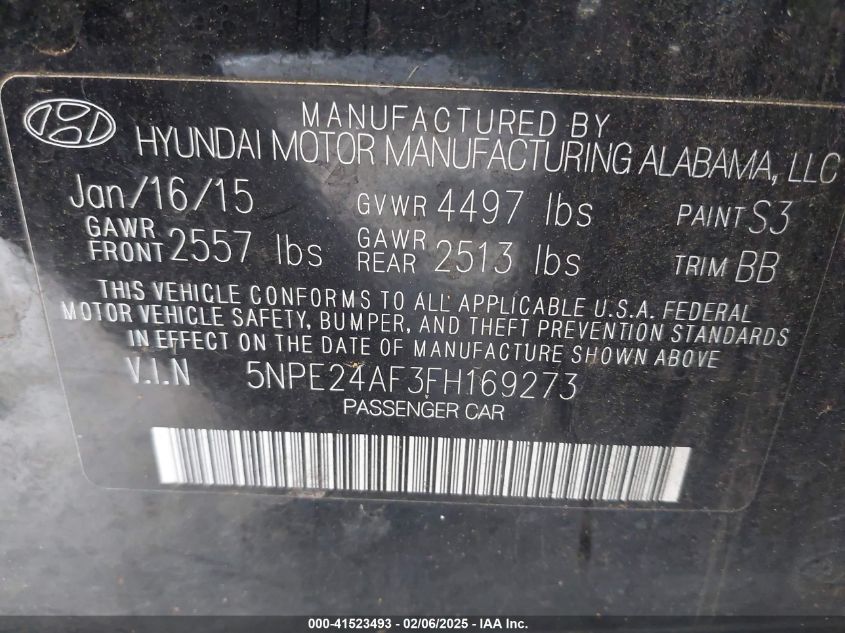 MANUFACTURED BY
HYUNDAI MOTOR MANUFACTURING ALABAMA, LLC
Jan/16/15 GVWR 4497 lbs PAINT S3
GAWR FRONT 2557 lbs GAWR REAR 2513 lbs TRIM BB
THIS VEHICLE CONFORMS TO ALL APPLICABLE U.S.A. FEDERAL
MOTOR VEHICLE SAFETY, BUMPER, AND THEFT PREVENTION STANDARDS
IN EFFECT ON THE DATE OF MANUFACTURE SHOWN ABOVE
V.I.N 5NPE24AF3FH169273
PASSENGER CAR
000-41523493 - 02/06/2025 - IAA Inc.